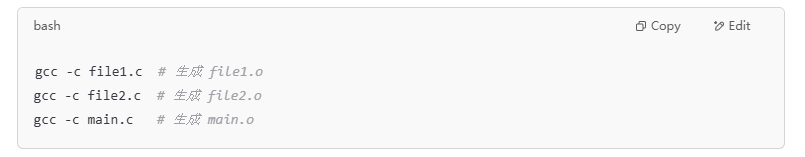 bash
Copy
Edit
gcc -c file1.c  # 生成 file1.o
gcc -c file2.c  # 生成 file2.o
gcc -c main.c   # 生成 main.o